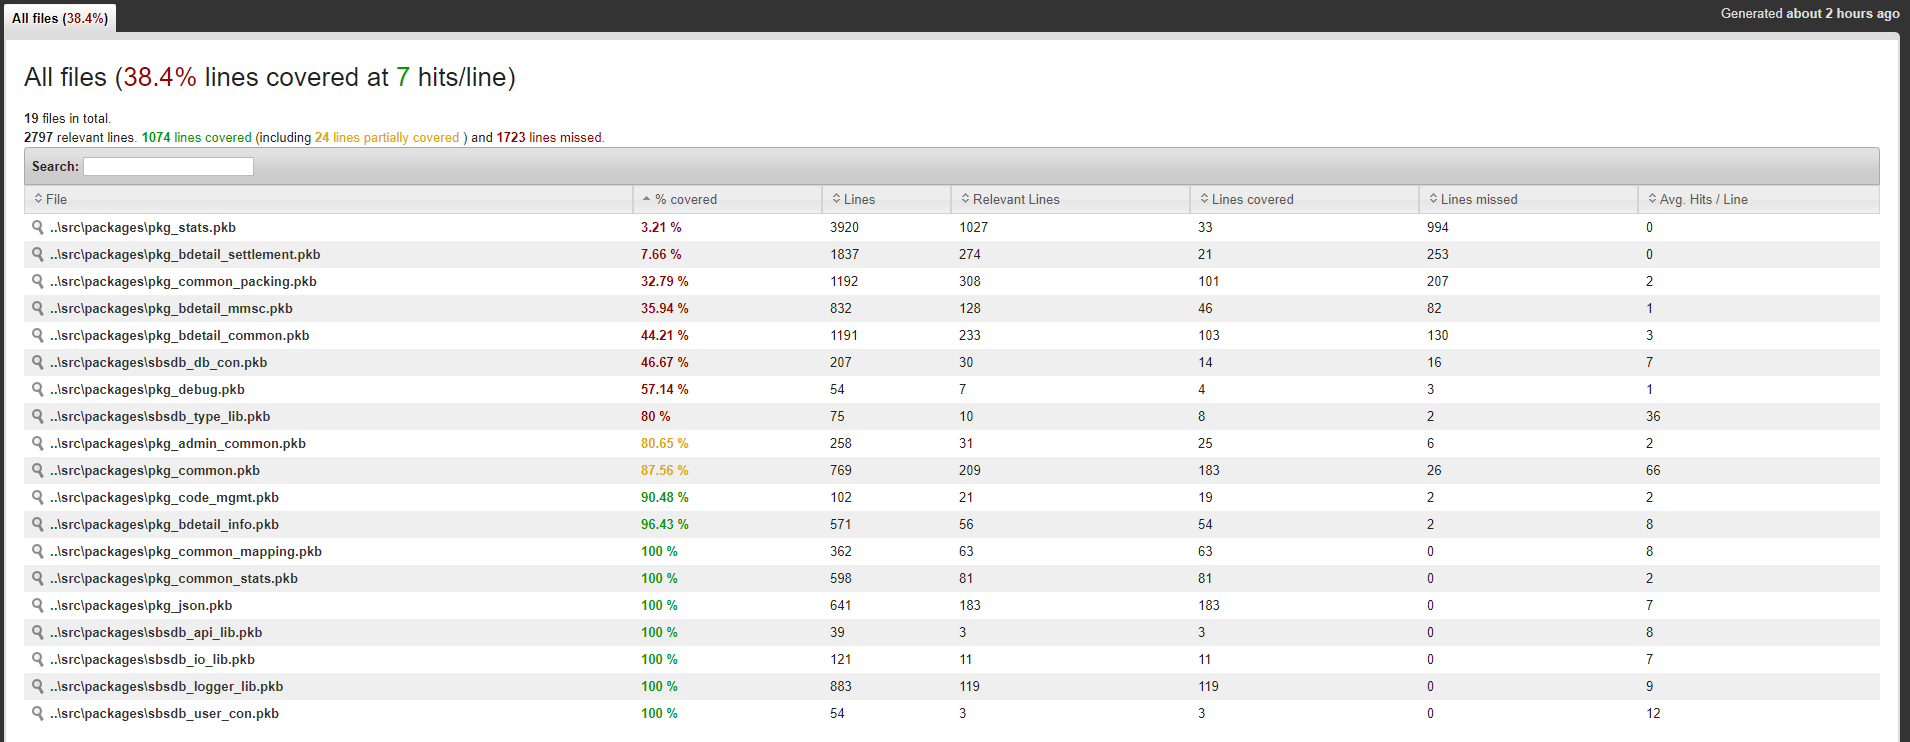 All files (38.4%)
Generated about 2 hours ago
All files (38.4% lines covered at 7 hits/line)
19 files in total.
2797 relevant lines. 1074 lines covered (including 24 lines partially covered ) and 1723 lines missed.
Search:
File % covered Lines Relevant Lines Lines covered Lines missed Avg. Hits / Line
..\src\packages\pkg_stats.pkb 3.21 % 3920 1027 33 994 0
..\src\packages\pkg_bdetail_settlement.pkb 7.66 % 1837 274 21 253 0
..\src\packages\pkg_common_packing.pkb 32.79 % 1192 308 101 207 2
..\src\packages\pkg_bdetail_mmsc.pkb 35.94 % 832 128 46 82 1
..\src\packages\pkg_bdetail_common.pkb 44.21 % 1191 233 103 130 3
..\src\packages\sbsdb_db_con.pkb 46.67 % 207 30 14 16 7
..\src\packages\pkg_debug.pkb 57.14 % 54 7 4 3 1
..\src\packages\sbsdb_type_lib.pkb 80 % 75 10 8 2 36
..\src\packages\pkg_admin_common.pkb 80.65 % 258 31 25 6 2
..\src\packages\pkg_common.pkb 87.56 % 769 209 183 26 66
..\src\packages\pkg_code_mgmt.pkb 90.48 % 102 21 19 2 2
..\src\packages\pkg_bdetail_info.pkb 96.43 % 571 56 54 2 8
..\src\packages\pkg_common_mapping.pkb 100 % 362 63 63 0 8
..\src\packages\pkg_common_stats.pkb 100 % 598 81 81 0 2
..\src\packages\pkg_json.pkb 100 % 641 183 183 0 7
..\src\packages\sbsdb_api_lib.pkb 100 % 39 3 3 0 8
..\src\packages\sbsdb_io_lib.pkb 100 % 121 11 11 0 7
..\src\packages\sbsdb_logger_lib.pkb 100 % 883 119 119 0 9
..\src\packages\sbsdb_user_con.pkb 100 % 54 3 3 0 12